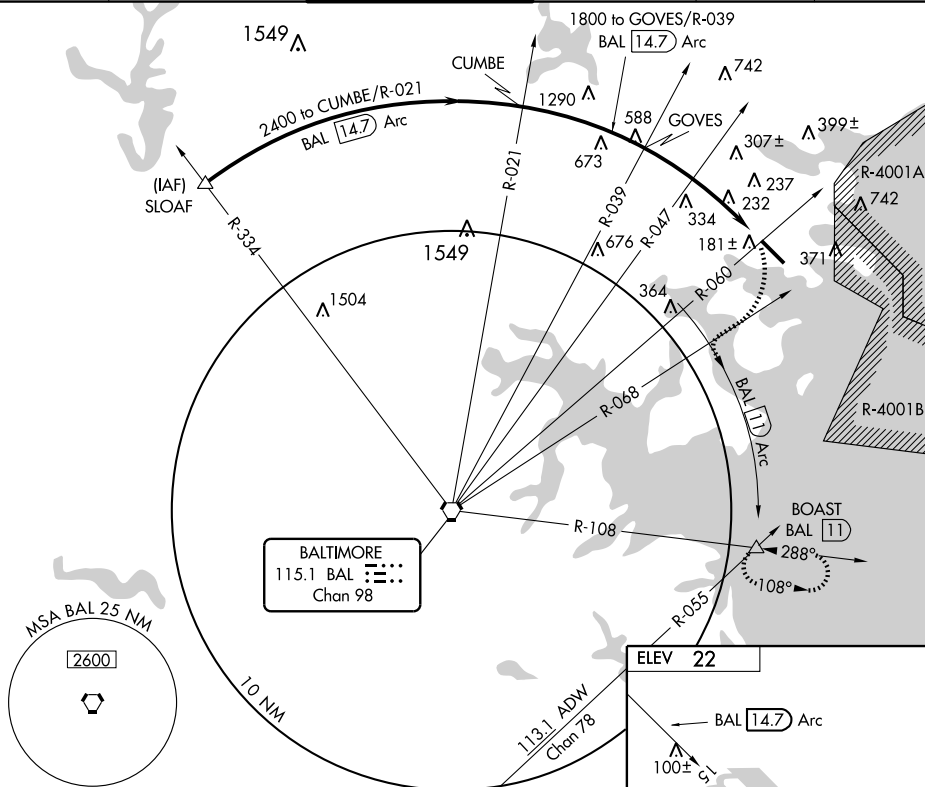 1800 to GOVES/R-039
BAL 14.7 Arc
1549
CUMBE
742
2400 to CUMBE/R-021
BAL 14.7 Arc
1290
588
GOVES
399±
673
307±
R-4001A
(IAF)
SLOAF
R-021
237
232
742
R-039
334
R-334
R-047
181±
1549
676
371
R-060
1504
364
R-068
BAL 11 Arc
R-4001B
BOAST
BAL 11
R-108
288°
BALTIMORE
115.1 BAL
Chan 98
108°
R-055
MSA BAL 25 NM
2600
ELEV 22
10 NM
113.1 ADW
Chan 78
BAL 14.7 Arc
100±
15